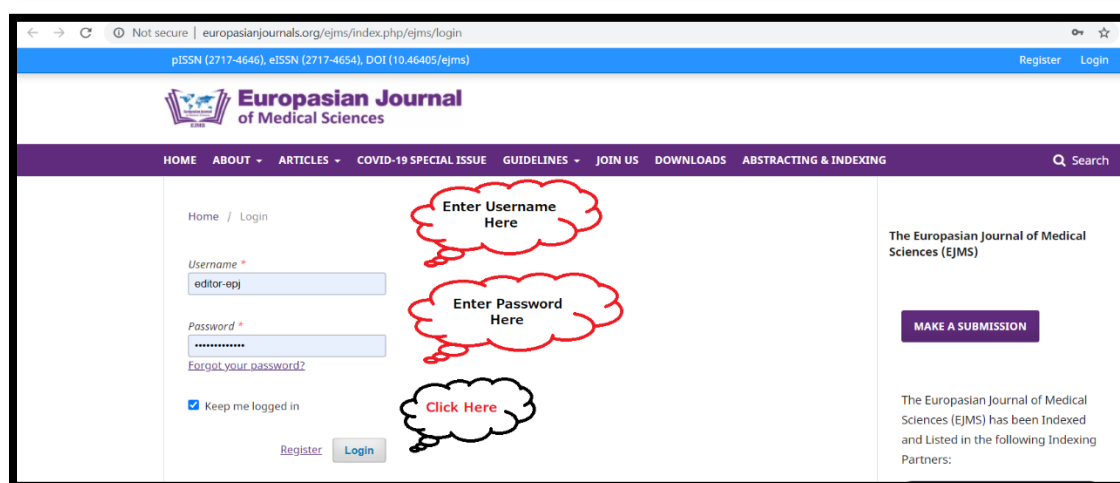 Not secure | europasianjournals.org/ejms/index.php/ejms/login
pISSN (2717-4646), eISSN (2717-4654), DOI (10.46405/ejms) Register Login
Europasian Journal
of Medical Sciences
EJMS
HOME ABOUT ARTICLES COVID-19 SPECIAL ISSUE GUIDELINES JOIN US DOWNLOADS ABSTRACTING & INDEXING Search
Home / Login
Enter Username
Here
Username *
editor-epj
Enter Password
Here
Password *
•••••••••••••
Forgot your password?
Keep me logged in
Click Here
Register Login
The Europasian Journal of Medical
Sciences (EJMS)
MAKE A SUBMISSION
The Europasian Journal of Medical
Sciences (EJMS) has been Indexed
and Listed in the following Indexing
Partners: